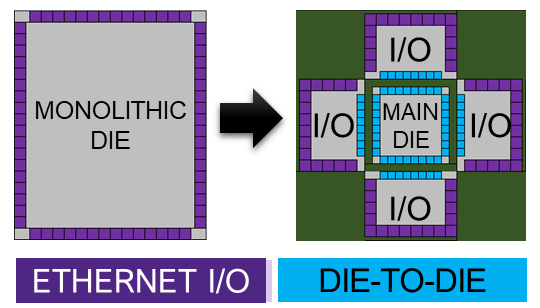 MONOLITHIC
DIE
I/O
I/O
MAIN
DIE
I/O
I/O
ETHERNET I/O
DIE-TO-DIE